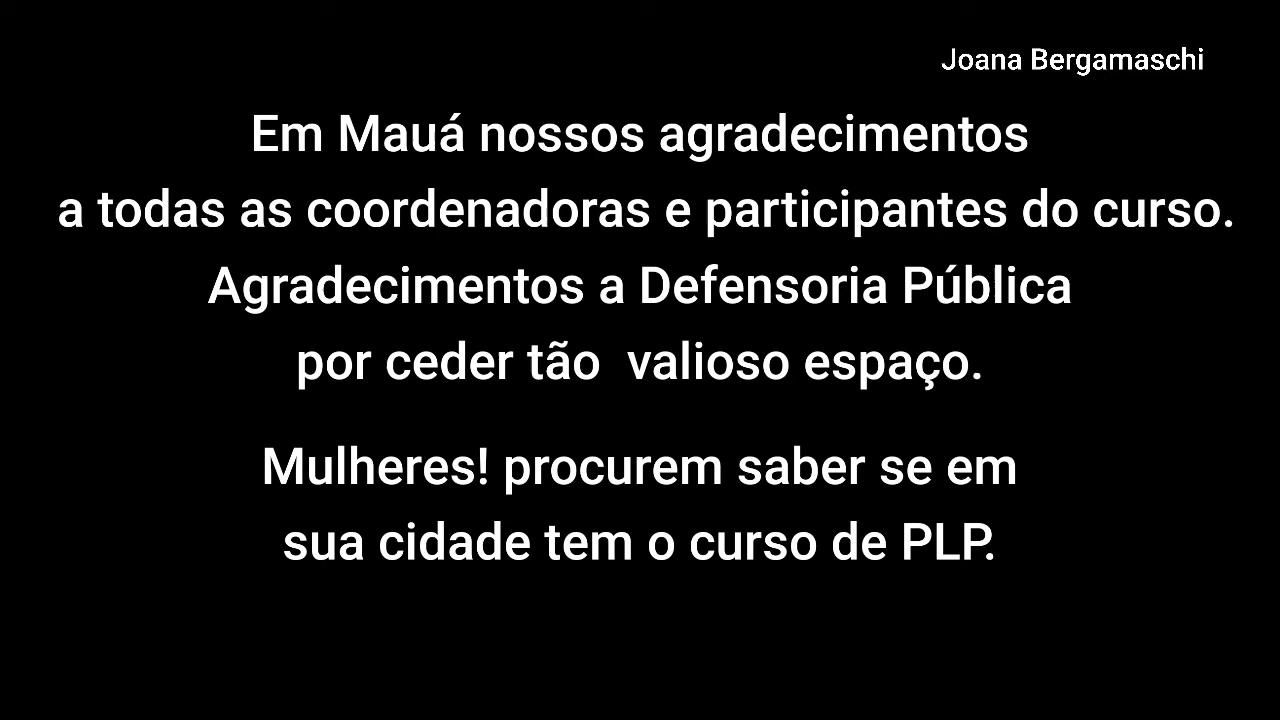 Joana Bergamaschi
Em Mauá nossos agradecimentos
a todas as coordenadoras e participantes do curso.
Agradecimentos a Defensoria Pública
por ceder tão  valioso espaço.
Mulheres! procurem saber se em
sua cidade tem o curso de PLP.